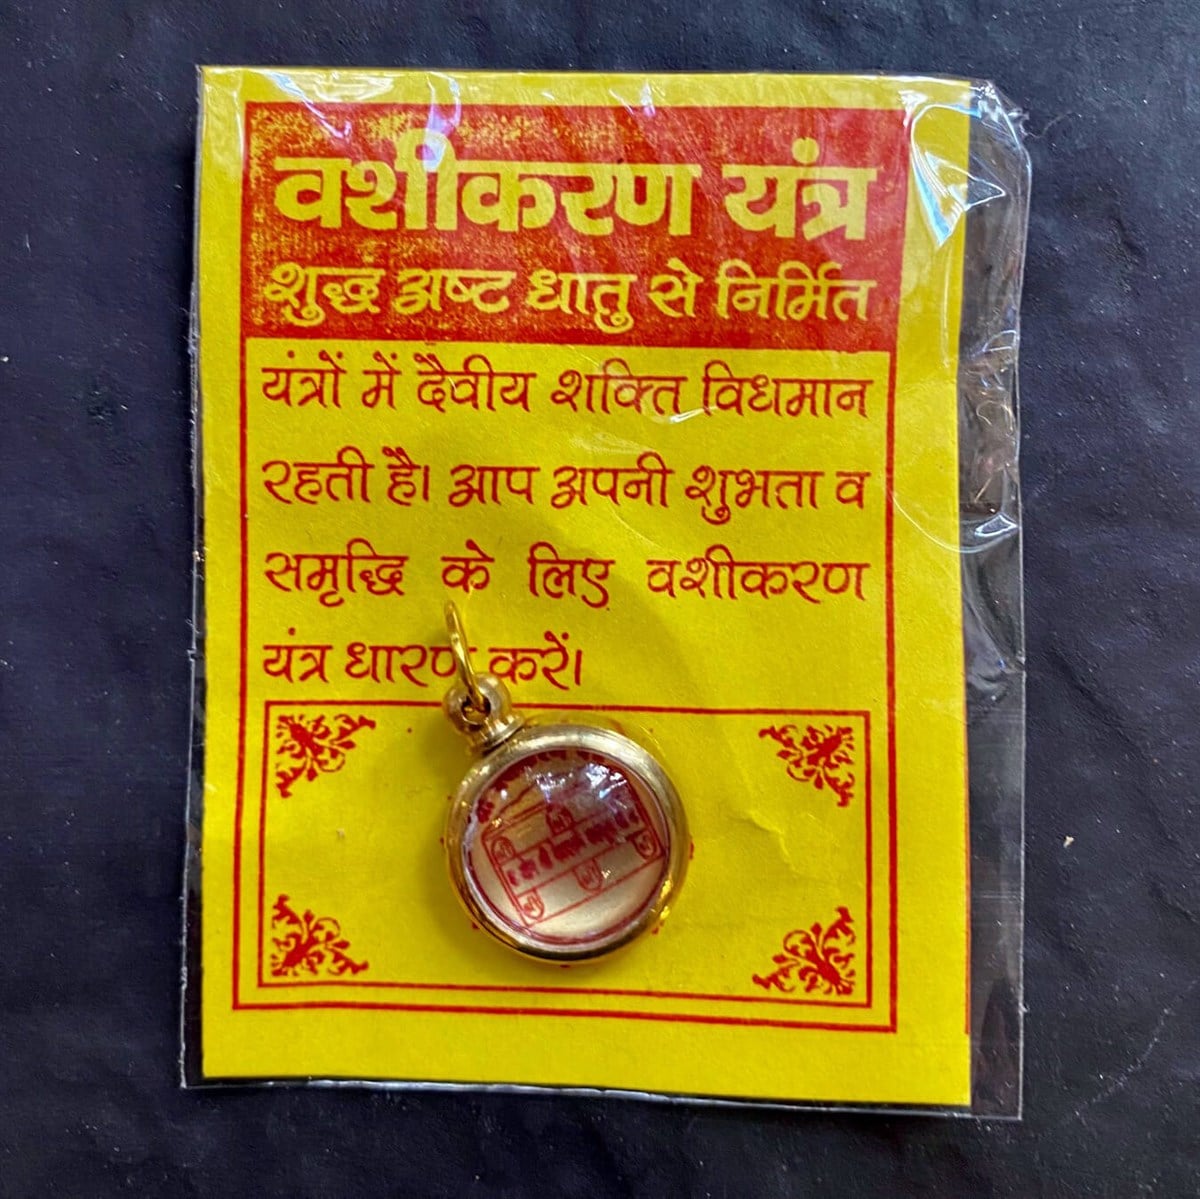 वशीकरण यंत्र
शुद्ध अष्ट धातु से निर्मित
यंत्रों में दैवीय शक्ति विधमान
रहती है। आप अपनी शुभता व
समृद्धि के लिए वशीकरण
यंत्र धारण करें।